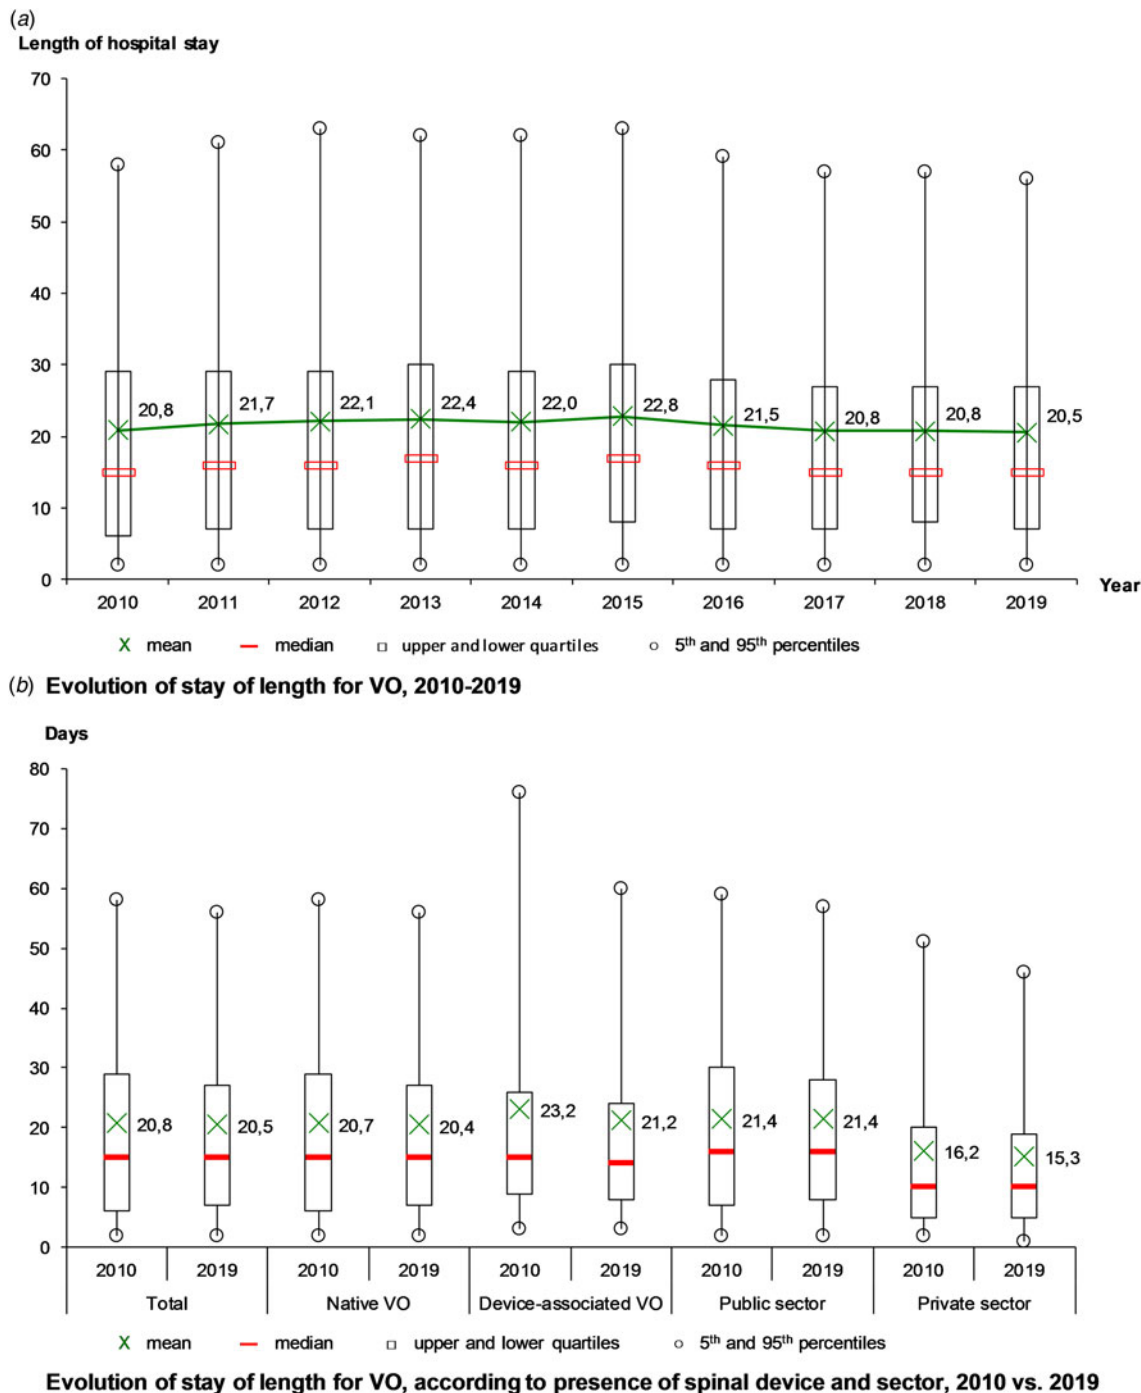 (a)
Length of hospital stay
70
60
50
40
30
20
10
0
20,8 21,7 22,1 22,4 22,0 22,8 21,5 20,8 20,8 20,5
2010 2011 2012 2013 2014 2015 2016 2017 2018 2019 Year
mean median upper and lower quartiles 5th and 95th percentiles
(b) Evolution of stay of length for VO, 2010-2019
Days
80
70
60
50
40
30
20
10
0
20,8 20,5 20,7 20,4 23,2 21,2 21,4 21,4 16,2 15,3
2010 2019 2010 2019 2010 2019 2010 2019 2010 2019
Total Native VO Device-associated VO Public sector Private sector
mean median upper and lower quartiles 5th and 95th percentiles
Evolution of stay of length for VO, according to presence of spinal device and sector, 2010 vs. 2019